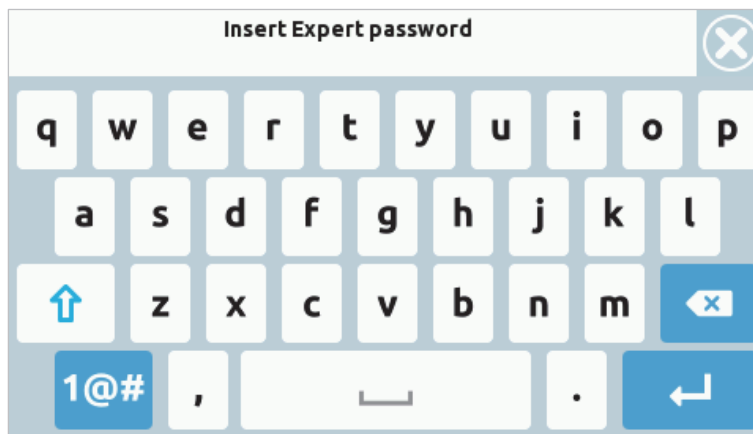 Insert Expert password
q w e r t y u i o p
a s d f g h j k l
z x c v b n m
1@# , .